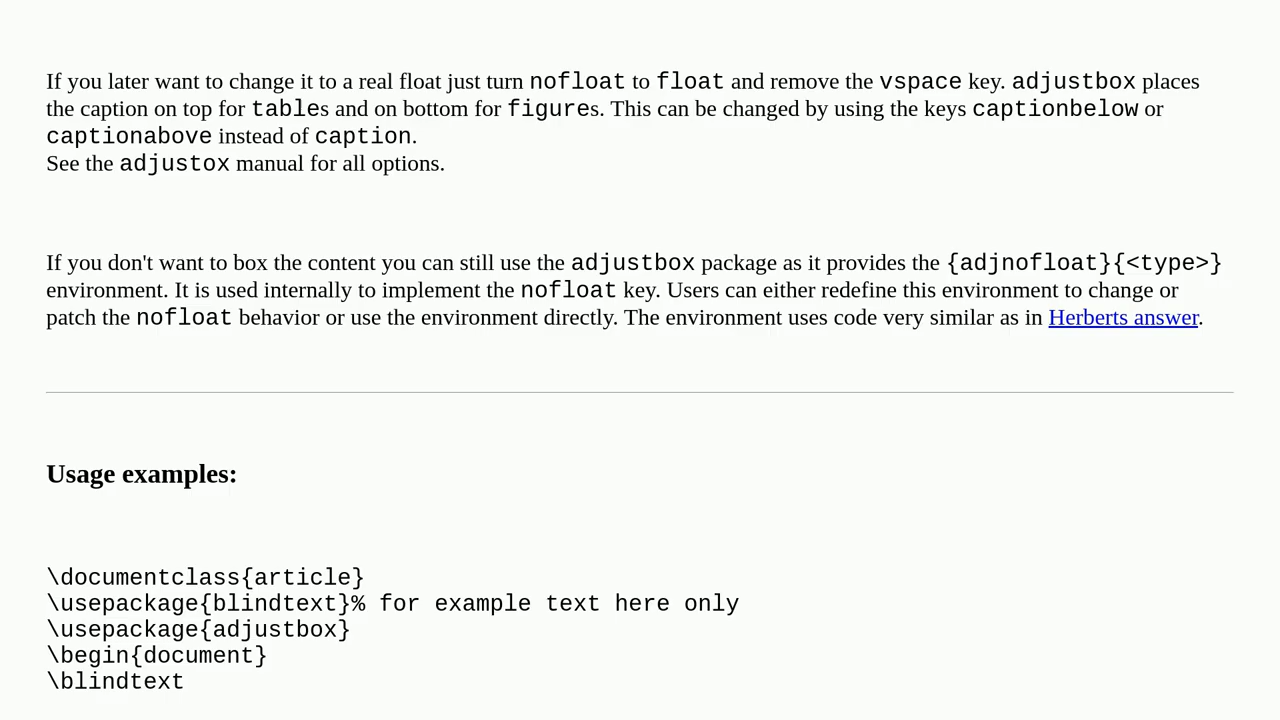 If you later want to change it to a real float just turn nofloat to float and remove the vspace key. adjustbox places
the caption on top for tables and on bottom for figures. This can be changed by using the keys captionbelow or
captionabove instead of caption.
See the adjustox manual for all options.
If you don't want to box the content you can still use the adjustbox package as it provides the {adjnofloat}{<type>}
environment. It is used internally to implement the nofloat key. Users can either redefine this environment to change or
patch the nofloat behavior or use the environment directly. The environment uses code very similar as in Herberts answer.
Usage examples:
\documentclass{article}
\usepackage{blindtext}% for example text here only
\usepackage{adjustbox}
\begin{document}
\blindtext